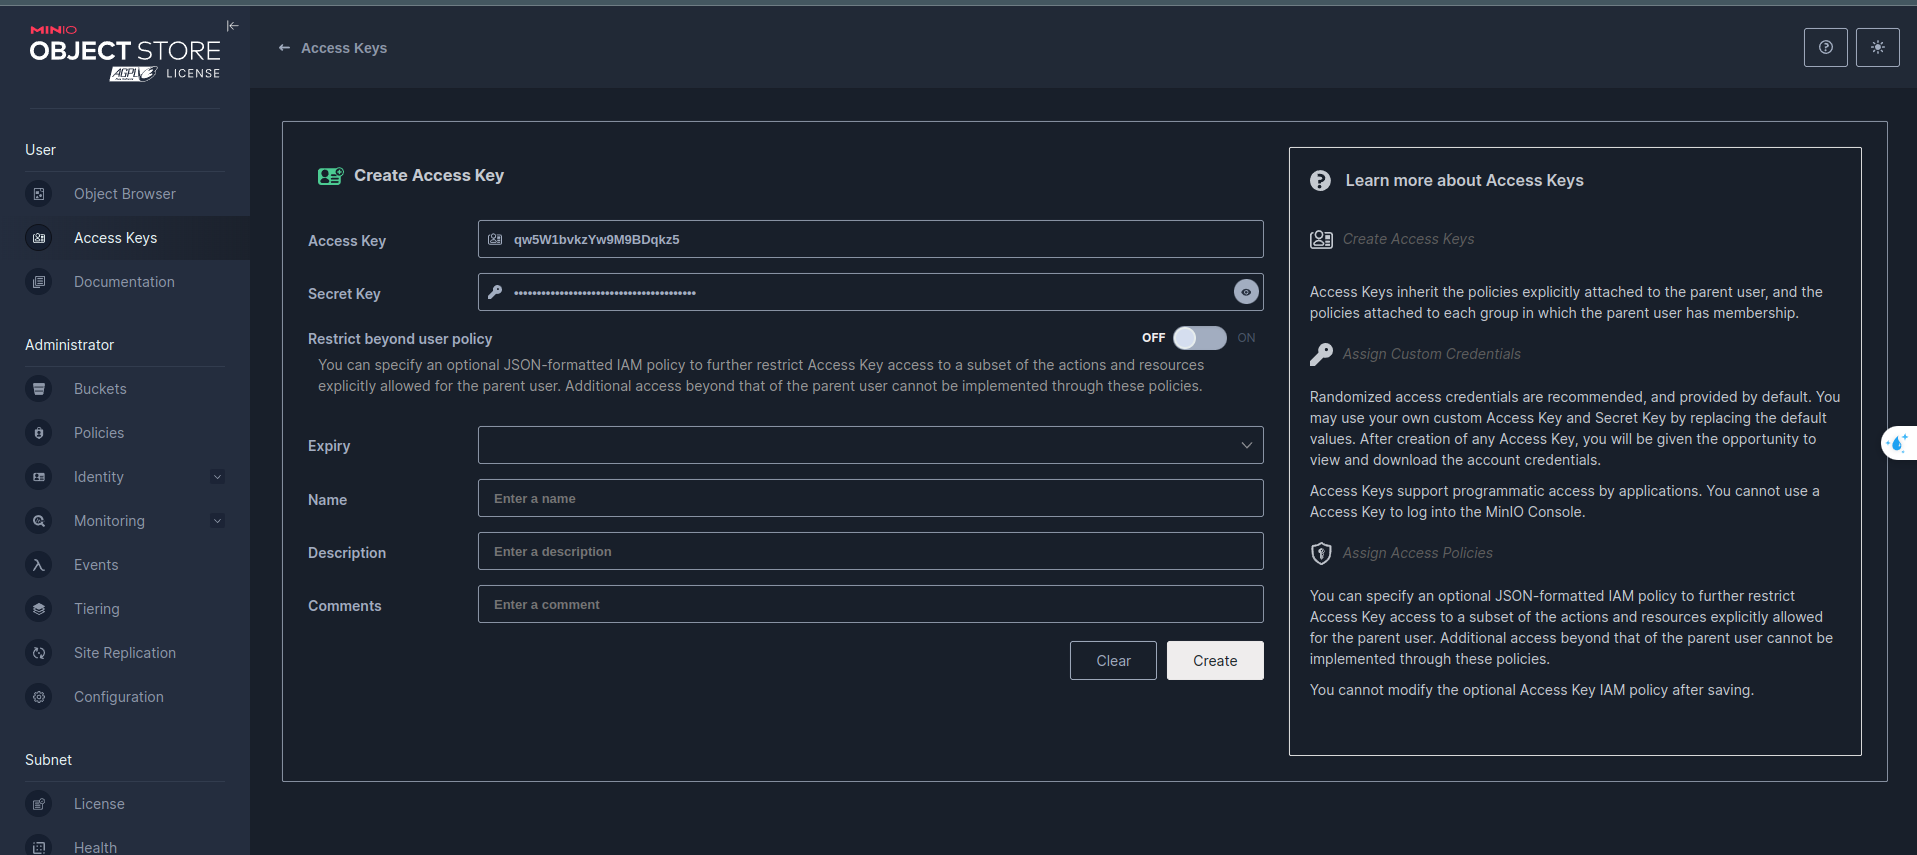 MINIO
OBJECT STORE
AGPLv3 LICENSE
User
Object Browser
Access Keys
Documentation
Administrator
Buckets
Policies
Identity
Monitoring
Events
Tiering
Site Replication
Configuration
Subnet
License
Health
Access Keys
Create Access Key
Access Key
qw5W1bvkzYw9M9BDqkz5
Secret Key
••••••••••••••••••••••••••••••••••••••••
Restrict beyond user policy
OFF
ON
You can specify an optional JSON-formatted IAM policy to further restrict Access Key access to a subset of the actions and resources
explicitly allowed for the parent user. Additional access beyond that of the parent user cannot be implemented through these policies.
Expiry
Name
Enter a name
Description
Enter a description
Comments
Enter a comment
Clear
Create
Learn more about Access Keys
Create Access Keys
Access Keys inherit the policies explicitly attached to the parent user, and the
policies attached to each group in which the parent user has membership.
Assign Custom Credentials
Randomized access credentials are recommended, and provided by default. You
may use your own custom Access Key and Secret Key by replacing the default
values. After creation of any Access Key, you will be given the opportunity to
view and download the account credentials.
Access Keys support programmatic access by applications. You cannot use a
Access Key to log into the MinIO Console.
Assign Access Policies
You can specify an optional JSON-formatted IAM policy to further restrict
Access Key access to a subset of the actions and resources explicitly allowed
for the parent user. Additional access beyond that of the parent user cannot be
implemented through these policies.
You cannot modify the optional Access Key IAM policy after saving.